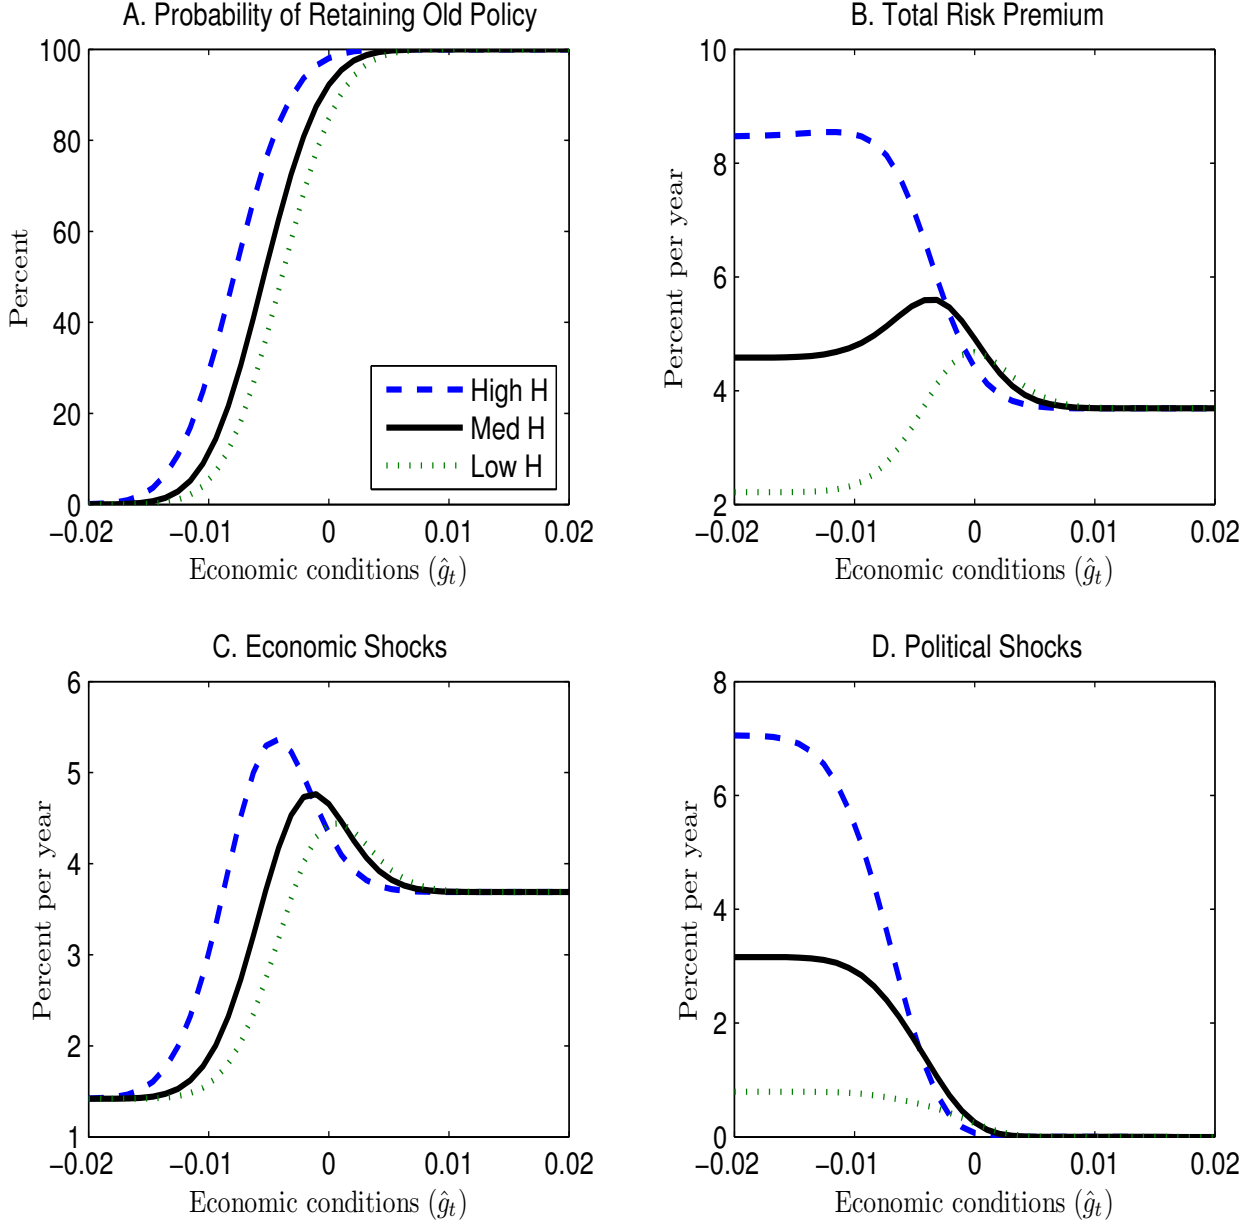 A. Probability of Retaining Old Policy
100
80
60
40
20
0
Percent
High H
Med H
Low H
−0.02 −0.01 0 0.01 0.02
Economic conditions (ĝₜ)
B. Total Risk Premium
10
8
6
4
2
Percent per year
−0.02 −0.01 0 0.01 0.02
Economic conditions (ĝₜ)
C. Economic Shocks
6
5
4
3
2
1
Percent per year
−0.02 −0.01 0 0.01 0.02
Economic conditions (ĝₜ)
D. Political Shocks
8
6
4
2
0
Percent per year
−0.02 −0.01 0 0.01 0.02
Economic conditions (ĝₜ)